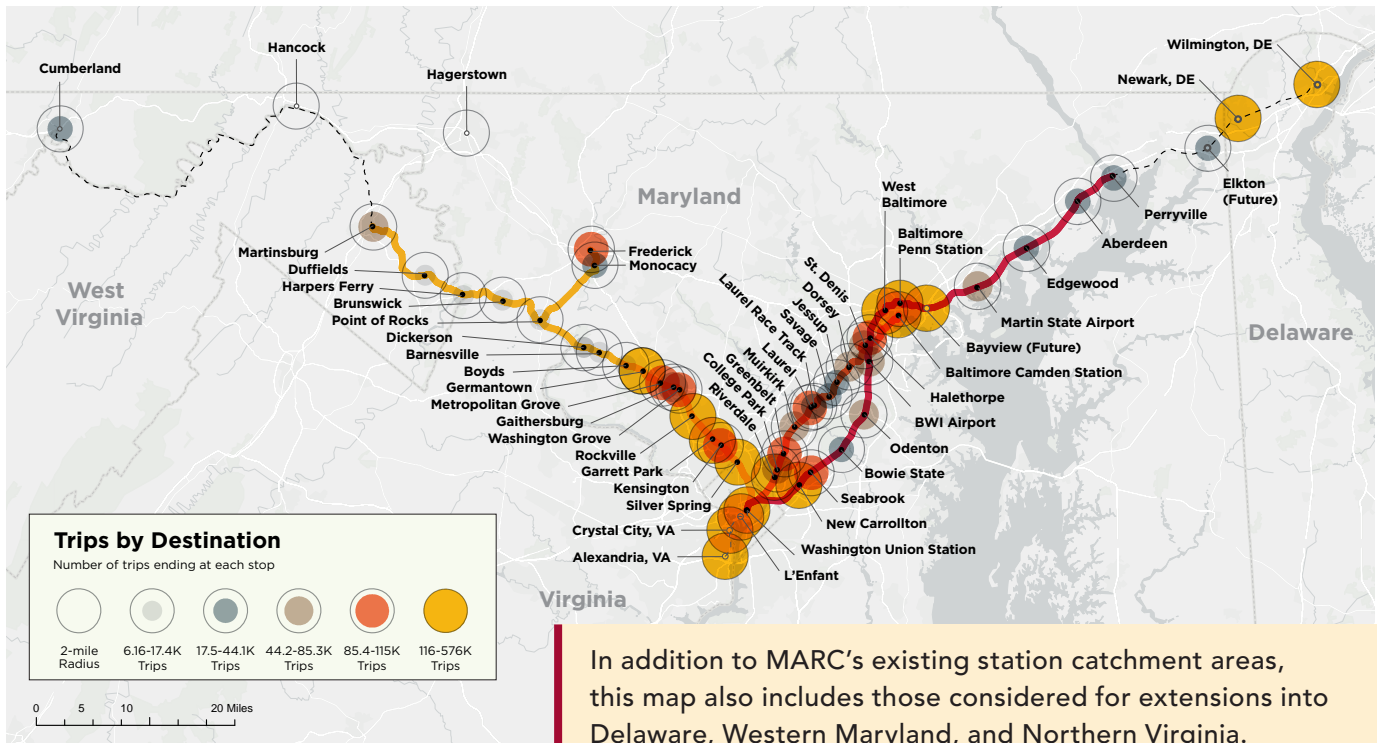 Cumberland
Hancock
Hagerstown
Wilmington, DE
Newark, DE
Elkton
(Future)
Perryville
Aberdeen
Edgewood
Martin State Airport
Bayview (Future)
Baltimore Camden Station
Halethorpe
BWI Airport
Odenton
Bowie State
Seabrook
New Carrollton
Washington Union Station
L'Enfant
Maryland
West
Baltimore
Baltimore
Penn Station
Frederick
Monocacy
Martinsburg
Duffields
Harpers Ferry
Brunswick
Point of Rocks
Dickerson
Barnesville
Boyds
Germantown
Metropolitan Grove
Gaithersburg
Washington Grove
Rockville
Garrett Park
Kensington
Silver Spring
Crystal City, VA
Alexandria, VA
St. Denis
Dorsey
Jessup
Savage
Laurel Race Track
Laurel
Muirkirk
Greenbelt
College Park
Riverdale
West
Virginia
Delaware
Virginia
Trips by Destination
Number of trips ending at each stop
2-mile
Radius
6.16-17.4K
Trips
17.5-44.1K
Trips
44.2-85.3K
Trips
85.4-115K
Trips
116-576K
Trips
0 5 10 20 Miles
In addition to MARC's existing station catchment areas,
this map also includes those considered for extensions into
Delaware, Western Maryland, and Northern Virginia.